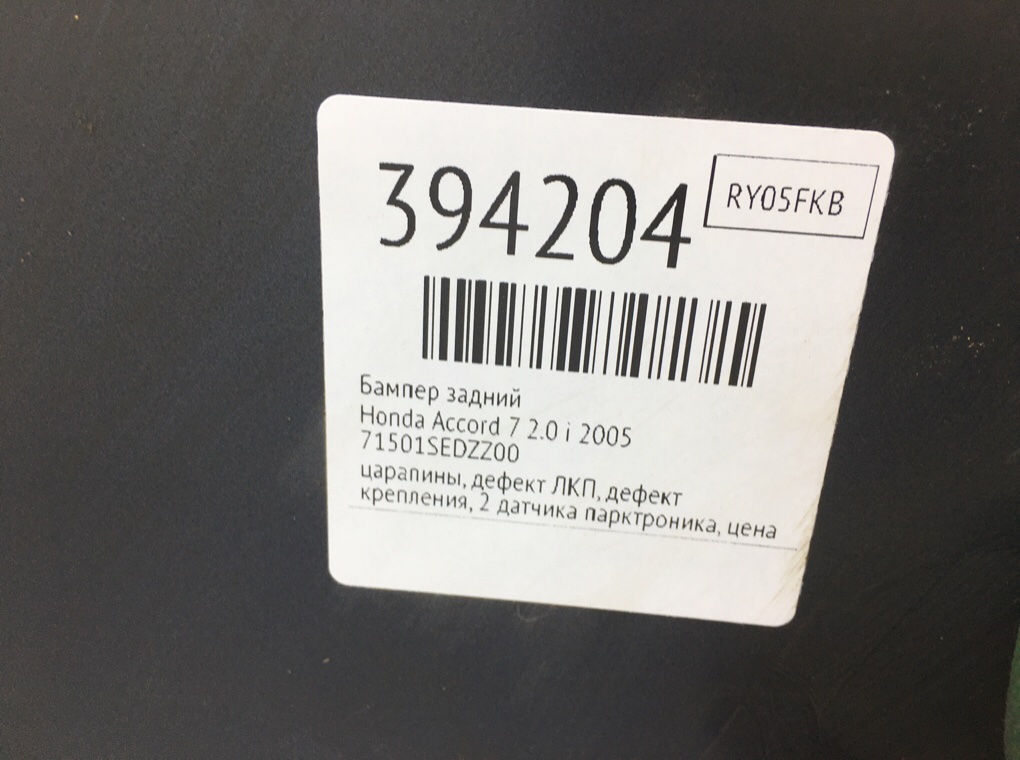 394204
RY05FKB
Бампер задний
Honda Accord 7 2.0 i 2005
71501SEDZZ00
царапины, дефект ЛКП, дефект
крепления, 2 датчика парктроника, цена